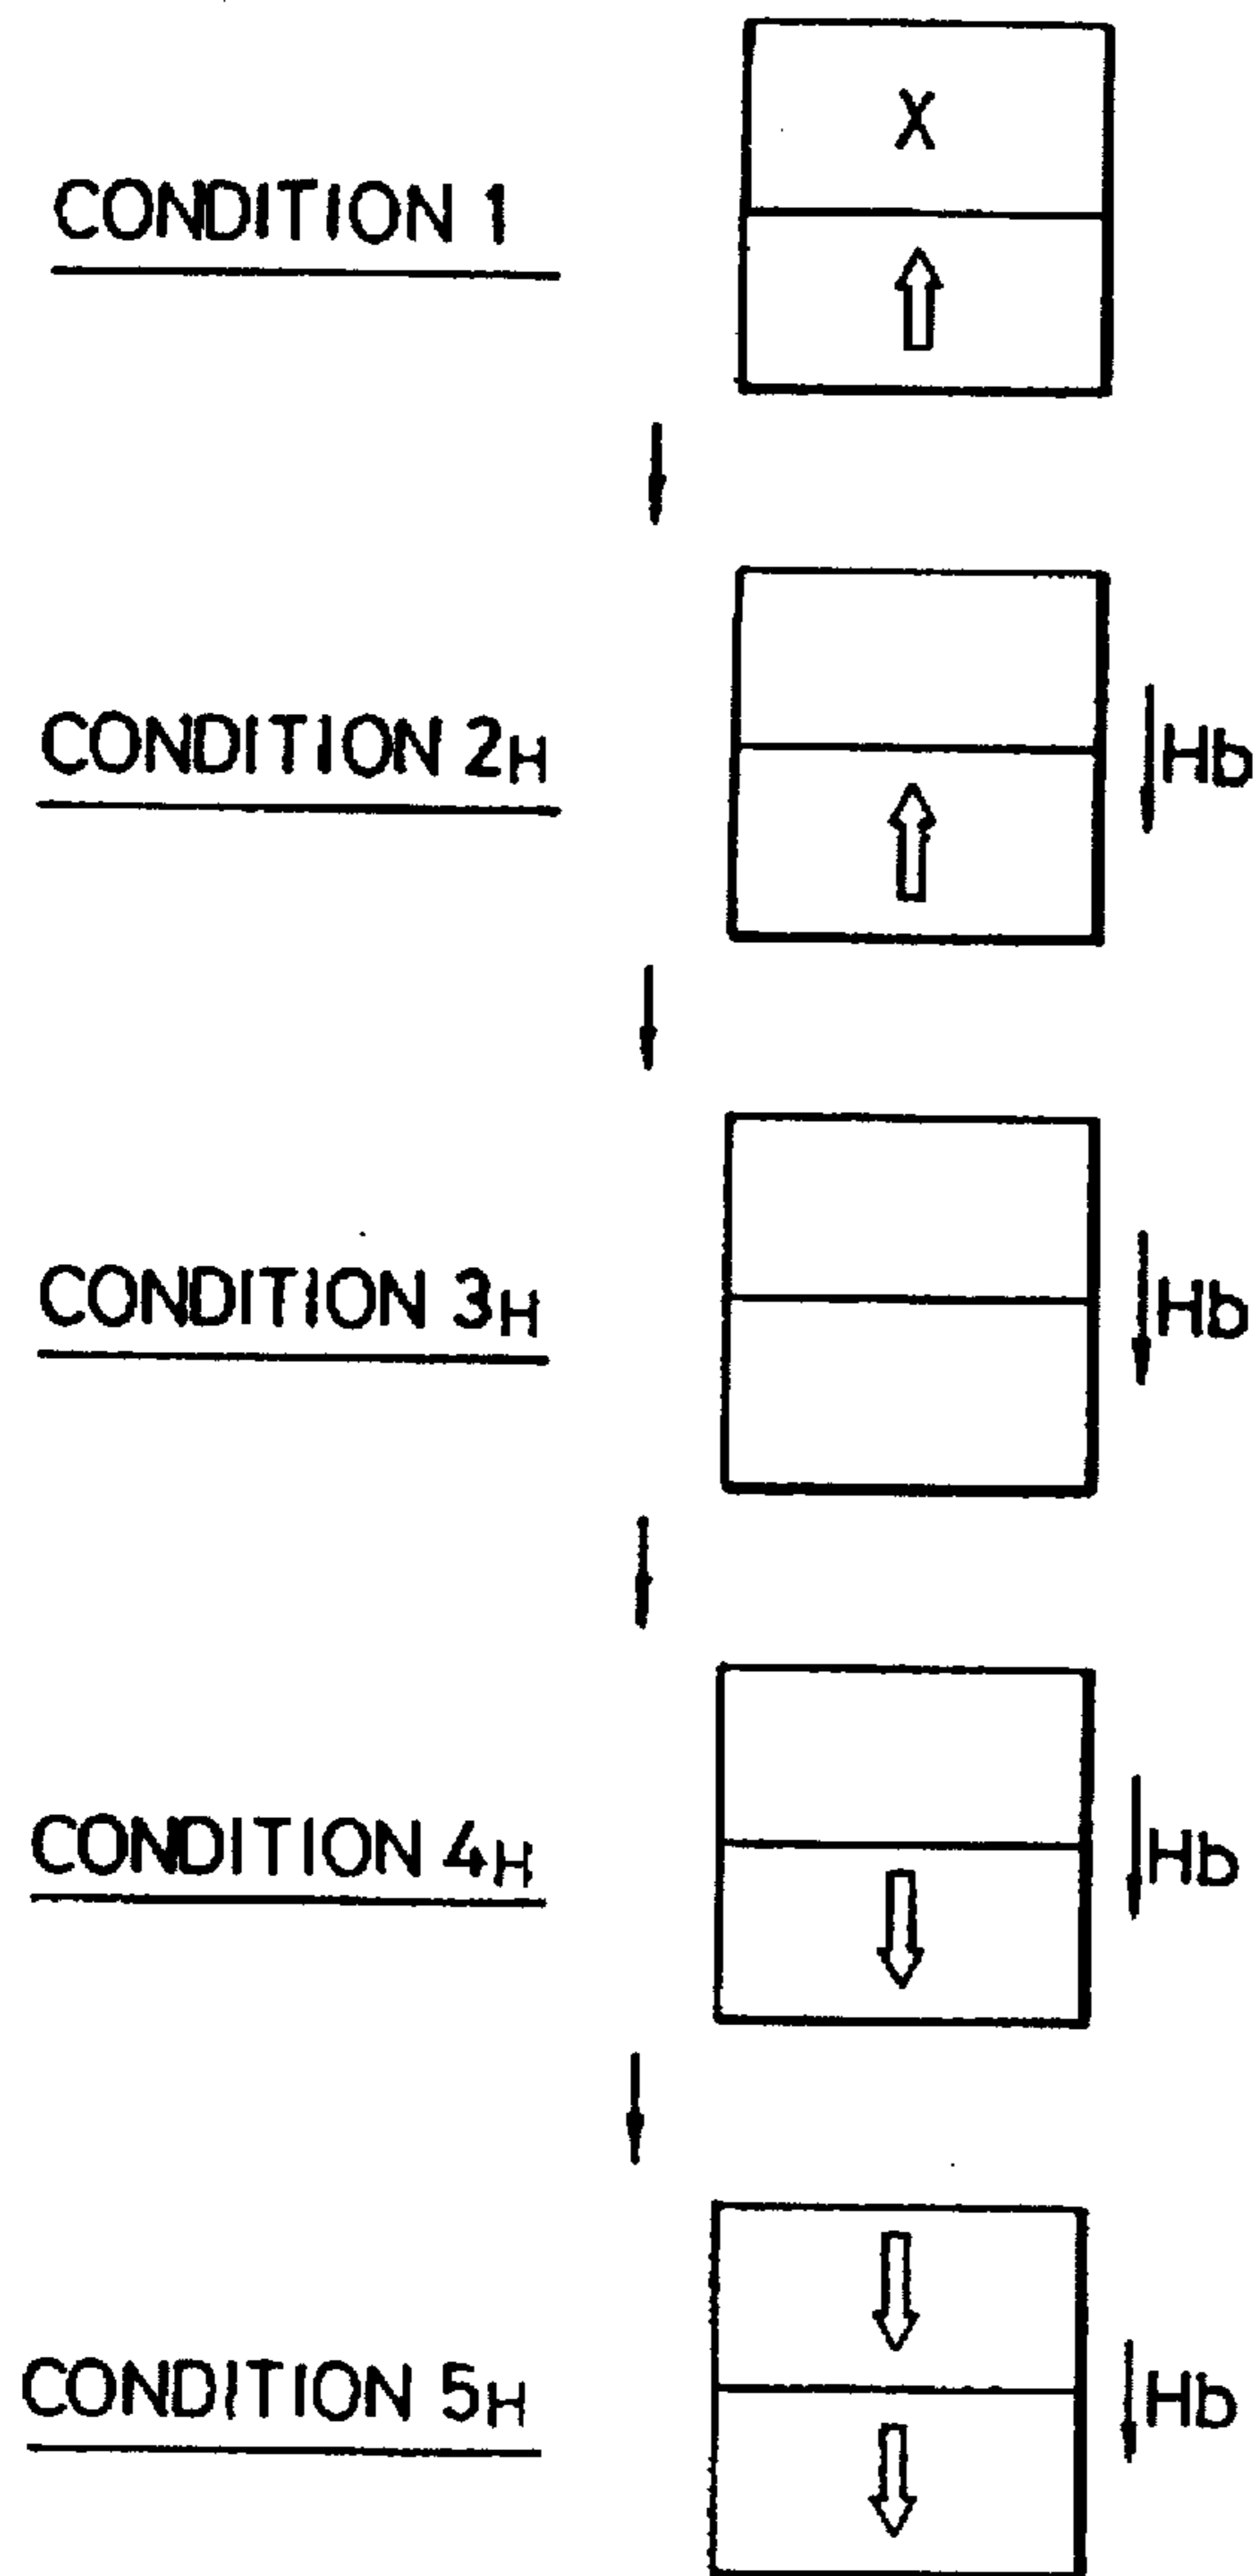 X
CONDITION 1
CONDITION 2H
Hb
CONDITION 3H
Hb
CONDITION 4H
Hb
CONDITION 5H
Hb